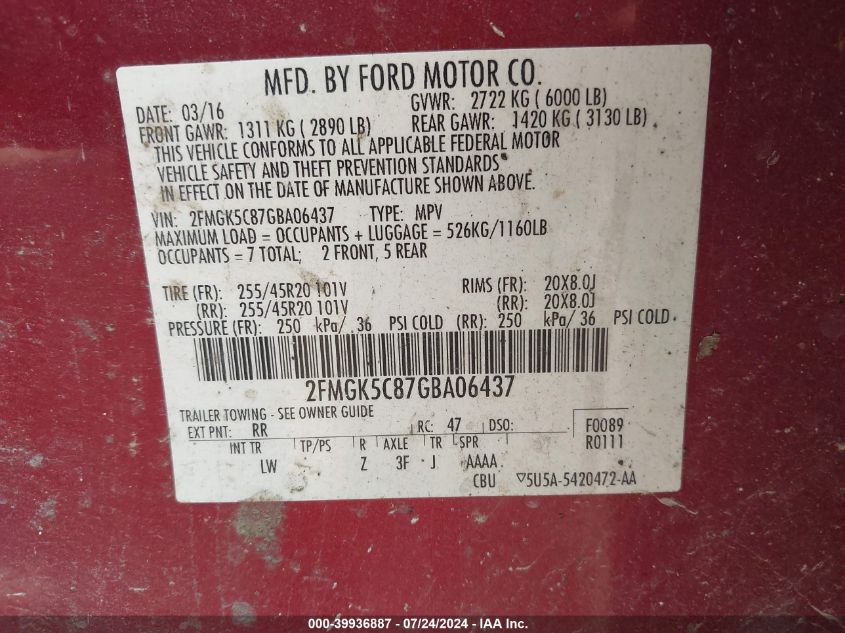 MFD. BY FORD MOTOR CO.
DATE: 03/16 GVWR: 2722 KG ( 6000 LB)
FRONT GAWR: 1311 KG ( 2890 LB) REAR GAWR: 1420 KG ( 3130 LB)
THIS VEHICLE CONFORMS TO ALL APPLICABLE FEDERAL MOTOR
VEHICLE SAFETY AND THEFT PREVENTION STANDARDS
IN EFFECT ON THE DATE OF MANUFACTURE SHOWN ABOVE.
VIN: 2FMGK5C87GBA06437 TYPE: MPV
MAXIMUM LOAD = OCCUPANTS + LUGGAGE = 526KG/1160LB
OCCUPANTS = 7 TOTAL; 2 FRONT, 5 REAR
TIRE (FR): 255/45R20 101V RIMS (FR): 20X8.0J
(RR): 255/45R20 101V (RR): 20X8.0J
PRESSURE (FR): 250 kPa/ 36 PSI COLD (RR): 250 kPa/ 36 PSI COLD
2FMGK5C87GBA06437
TRAILER TOWING - SEE OWNER GUIDE
EXT PNT: RR RC: 47 DSO: F0089
INT TR TP/PS R AXLE TR SPR R0111
LW Z 3F J AAAA
CBU ▽5U5A-5420472-AA
000-39936887 - 07/24/2024 - IAA Inc.